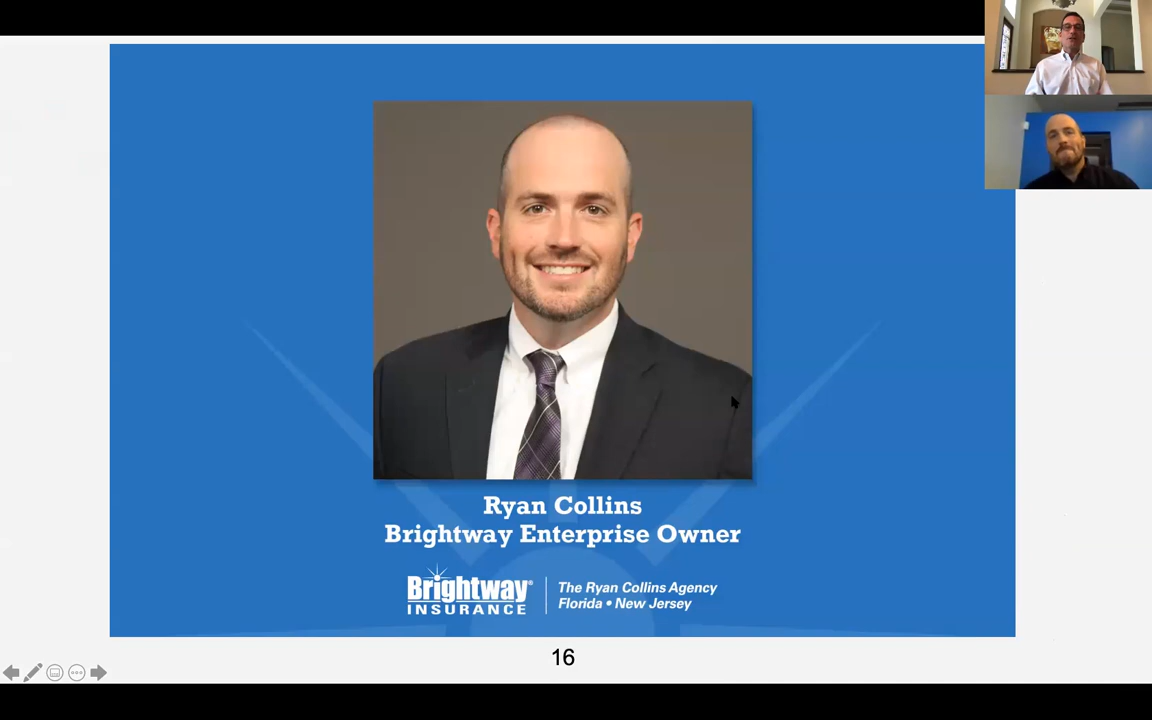 Ryan Collins
Brightway Enterprise Owner
Brightway®
INSURANCE
The Ryan Collins Agency
Florida • New Jersey
16